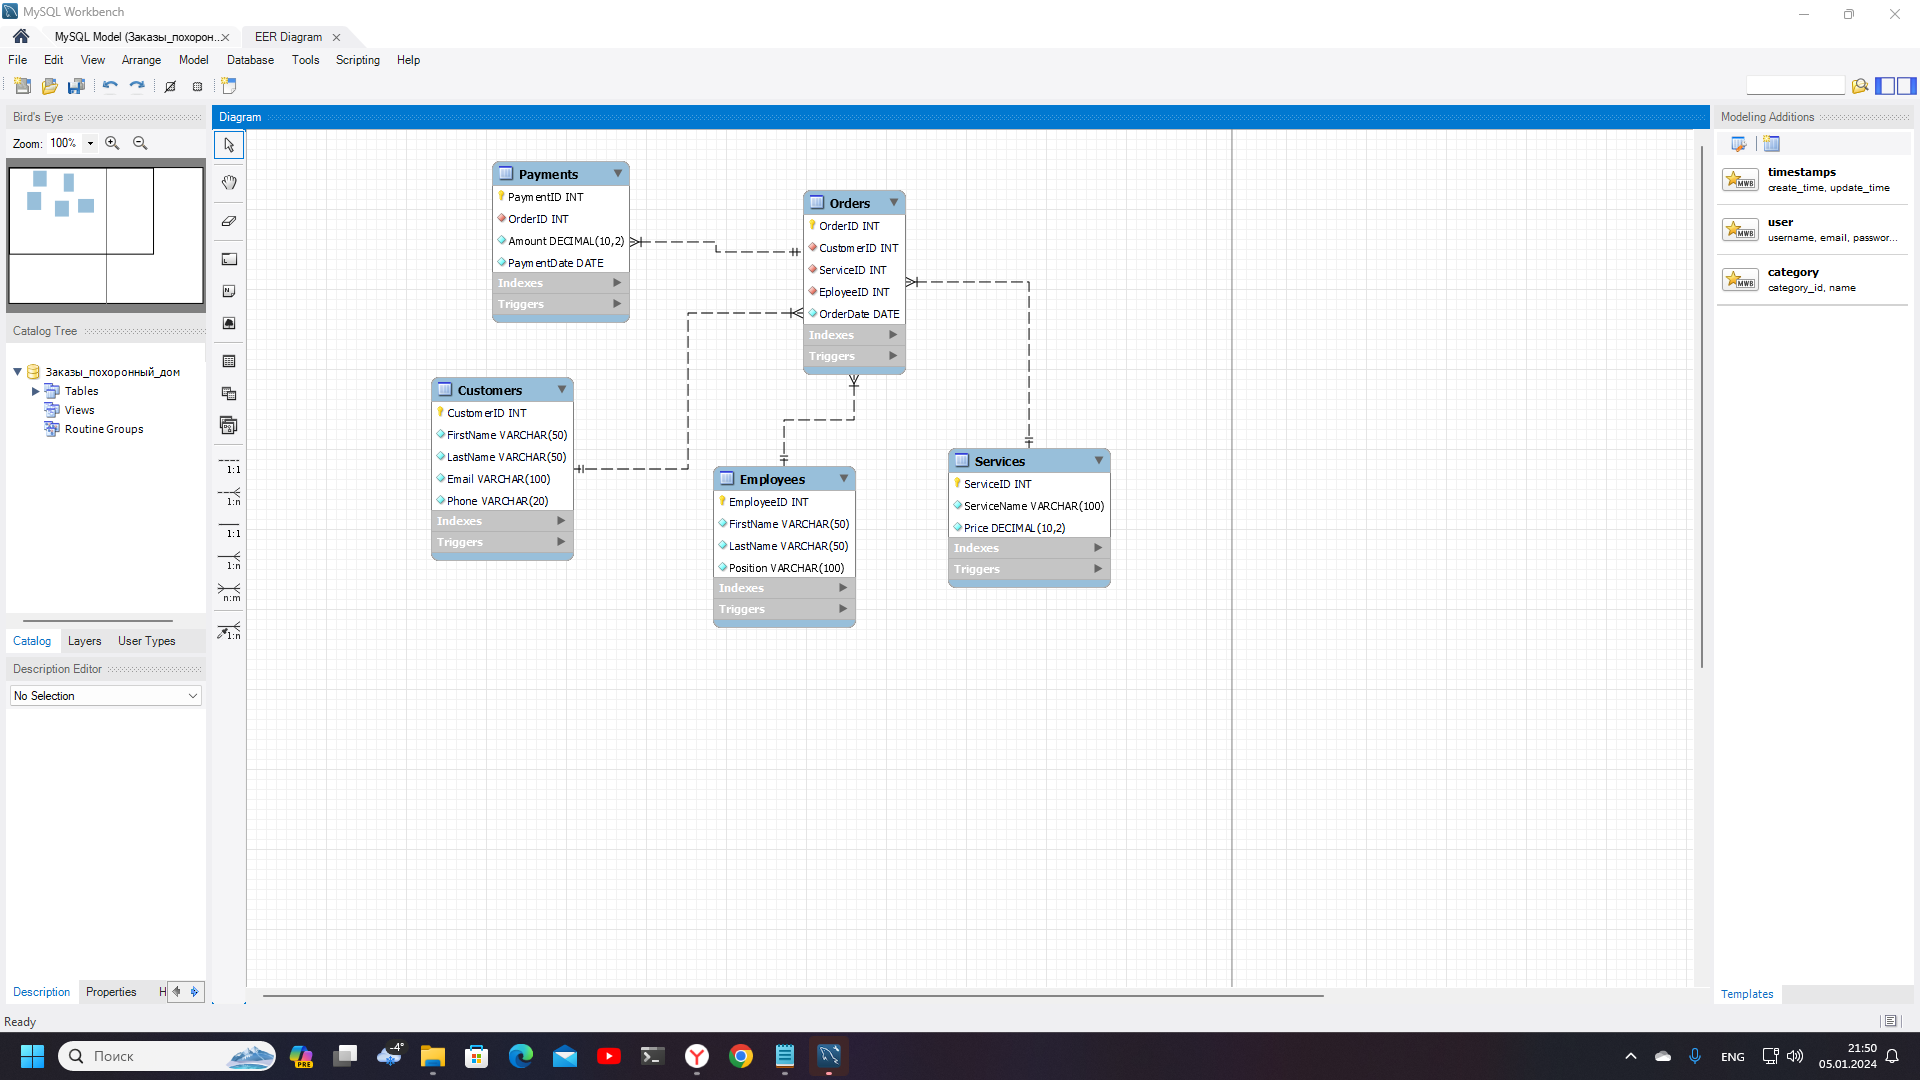 MySQL Workbench
MySQL Model (Заказы_похорон..
EER Diagram
File Edit View Arrange Model Database Tools Scripting Help
Bird's Eye
Zoom: 100%
Catalog Tree
Заказы_похоронный_дом
Tables
Views
Routine Groups
Catalog Layers User Types
Description Editor
No Selection
Description Properties H
Ready
Diagram
1:1
1:n
1:1
1:n
n:m
1:n
Payments
PaymentID INT
OrderID INT
Amount DECIMAL(10,2)
PaymentDate DATE
Indexes
Triggers
Orders
OrderID INT
CustomerID INT
ServiceID INT
EployeeID INT
OrderDate DATE
Indexes
Triggers
Customers
CustomerID INT
FirstName VARCHAR(50)
LastName VARCHAR(50)
Email VARCHAR(100)
Phone VARCHAR(20)
Indexes
Triggers
Employees
EmployeeID INT
FirstName VARCHAR(50)
LastName VARCHAR(50)
Position VARCHAR(100)
Indexes
Triggers
Services
ServiceID INT
ServiceName VARCHAR(100)
Price DECIMAL(10,2)
Indexes
Triggers
Modeling Additions
MWB
timestamps
create_time, update_time
MWB
user
username, email, passwor...
MWB
category
category_id, name
Templates
Поиск
PRE
-4°
ENG
21:50
05.01.2024